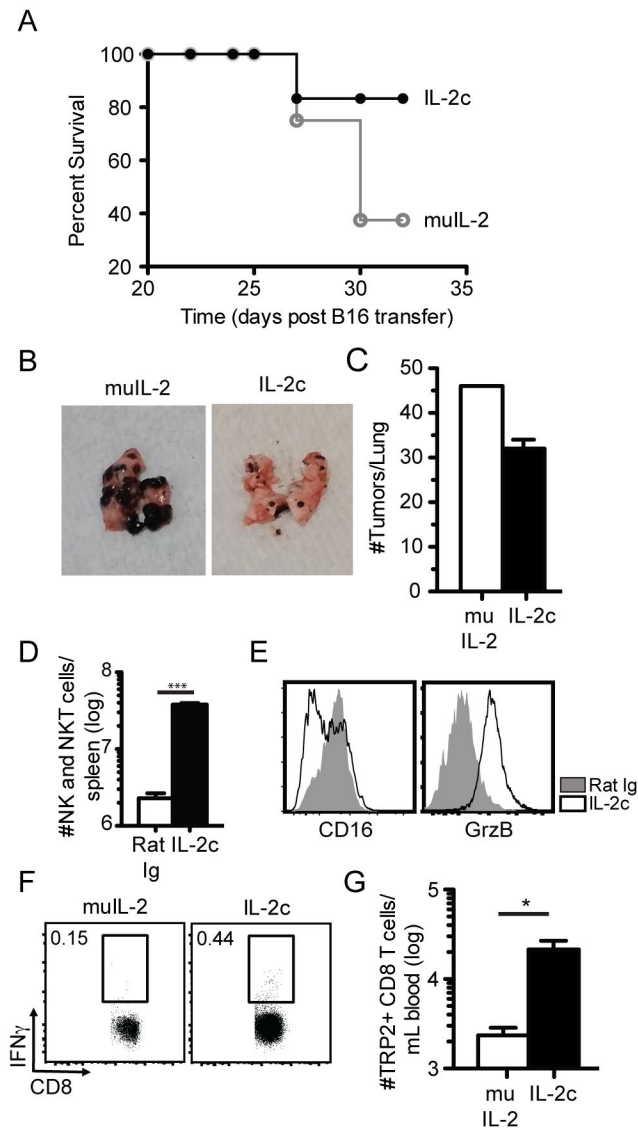 A
Percent Survival
100
80
60
40
20
20
25
30
35
IL-2c
muIL-2
Time (days post B16 transfer)
B
muIL-2
IL-2c
C
#Tumors/Lung
50
40
30
20
10
0
mu
IL-2
IL-2c
D
#NK and NKT cells/
spleen (log)
8
7
6
***
Rat
Ig
IL-2c
E
CD16
GrzB
Rat Ig
IL-2c
F
muIL-2
IL-2c
0.15
0.44
IFNγ
CD8
G
#TRP2+ CD8 T cells/
mL blood (log)
5
4
3
*
mu
IL-2
IL-2c